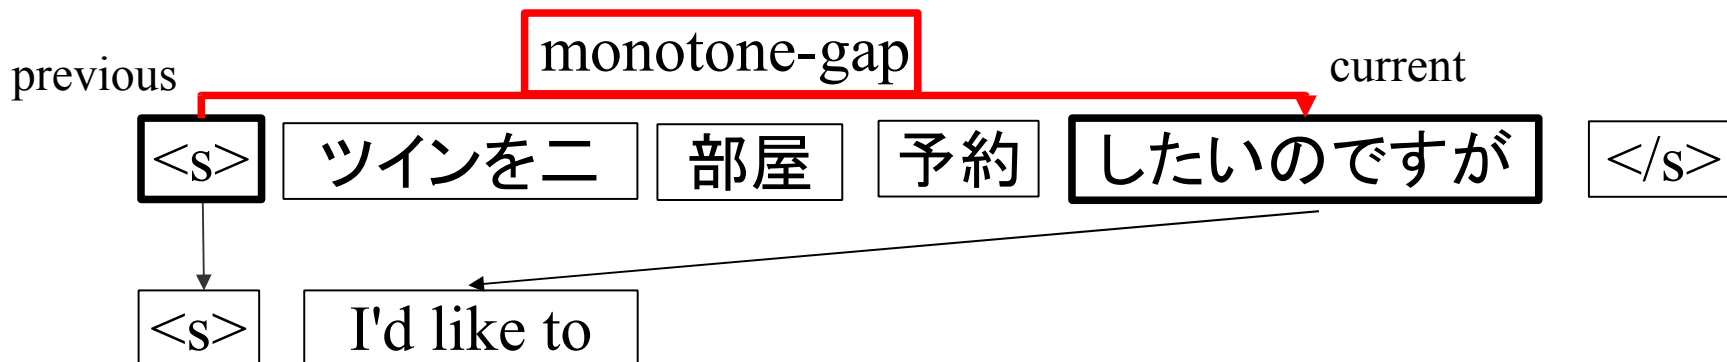 monotone-gap
previous
current
<s> ツインを二 部屋 予約 したいのですが </s>
<s> I'd like to